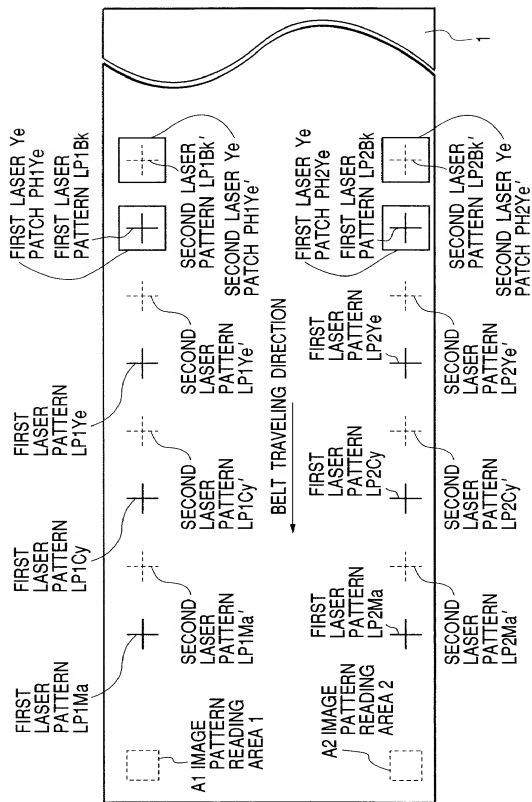 FIRST LASER Ye
PATCH PH1Ye
FIRST LASER
PATTERN LP1Bk
FIRST
LASER
PATTERN
LP1Ye
FIRST
LASER
PATTERN
LP1Cy
FIRST
LASER
PATTERN
LP1Ma
SECOND LASER
PATTERN LP1Bk'
SECOND LASER Ye
PATCH PH1Ye'
SECOND
LASER
PATTERN
LP1Ye'
SECOND
LASER
PATTERN
LP1Cy'
SECOND
LASER
PATTERN
LP1Ma'
A1 IMAGE
PATTERN
READING
AREA 1
BELT TRAVELING DIRECTION
FIRST LASER Ye
PATCH PH2Ye
FIRST LASER
PATTERN LP2Bk
FIRST
LASER
PATTERN
LP2Ye
FIRST
LASER
PATTERN
LP2Cy
FIRST
LASER
PATTERN
LP2Ma
A2 IMAGE
PATTERN
READING
AREA 2
SECOND LASER
PATTERN LP2Bk'
SECOND LASER Ye
PATCH PH2Ye'
SECOND
LASER
PATTERN
LP2Ye'
SECOND
LASER
PATTERN
LP2Cy'
SECOND
LASER
PATTERN
LP2Ma'
1